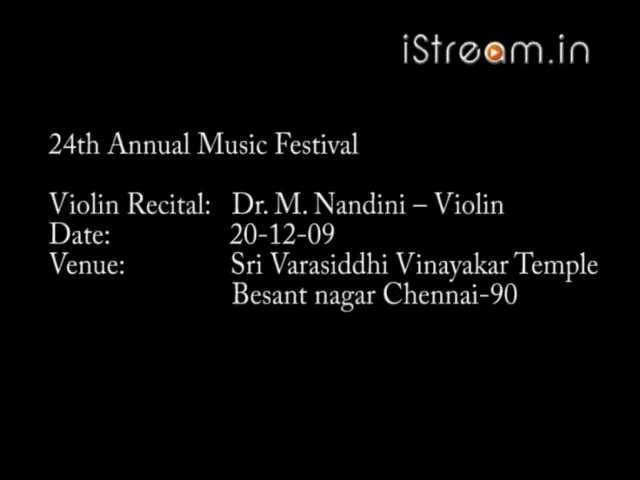 iStream.in
24th Annual Music Festival
Violin Recital: Dr. M. Nandini – Violin
Date: 20-12-09
Venue: Sri Varasiddhi Vinayakar Temple
Besant nagar Chennai-90